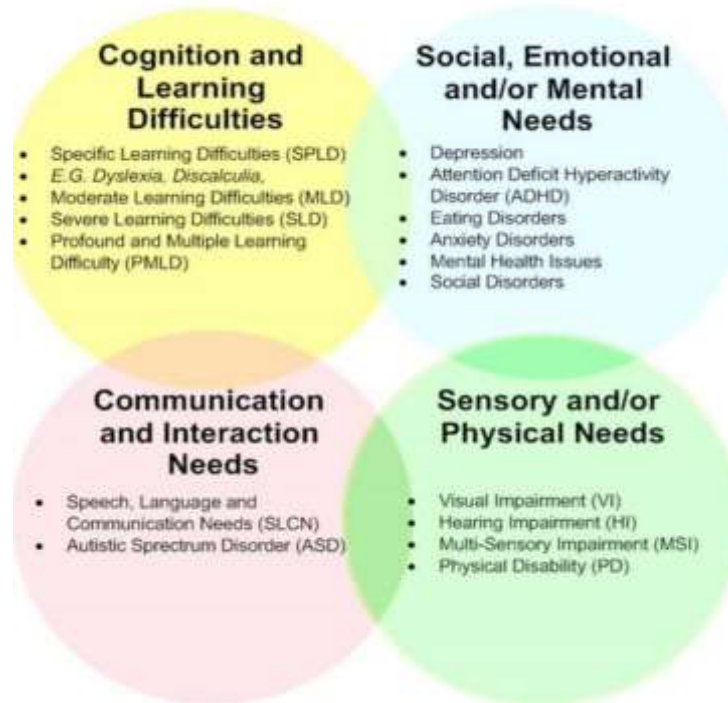 Cognition and
Learning
Difficulties
• Specific Learning Difficulties (SPLD)
• E.G. Dyslexia, Discalculia,
• Moderate Learning Difficulties (MLD)
• Severe Learning Difficulties (SLD)
• Profound and Multiple Learning
Difficulty (PMLD)
Social, Emotional
and/or Mental
Needs
• Depression
• Attention Deficit Hyperactivity
Disorder (ADHD)
• Eating Disorders
• Anxiety Disorders
• Mental Health Issues
• Social Disorders
Communication
and Interaction
Needs
• Speech, Language and
Communication Needs (SLCN)
• Autistic Sprectrum Disorder (ASD)
Sensory and/or
Physical Needs
• Visual Impairment (VI)
• Hearing Impairment (HI)
• Multi-Sensory Impairment (MSI)
• Physical Disability (PD)